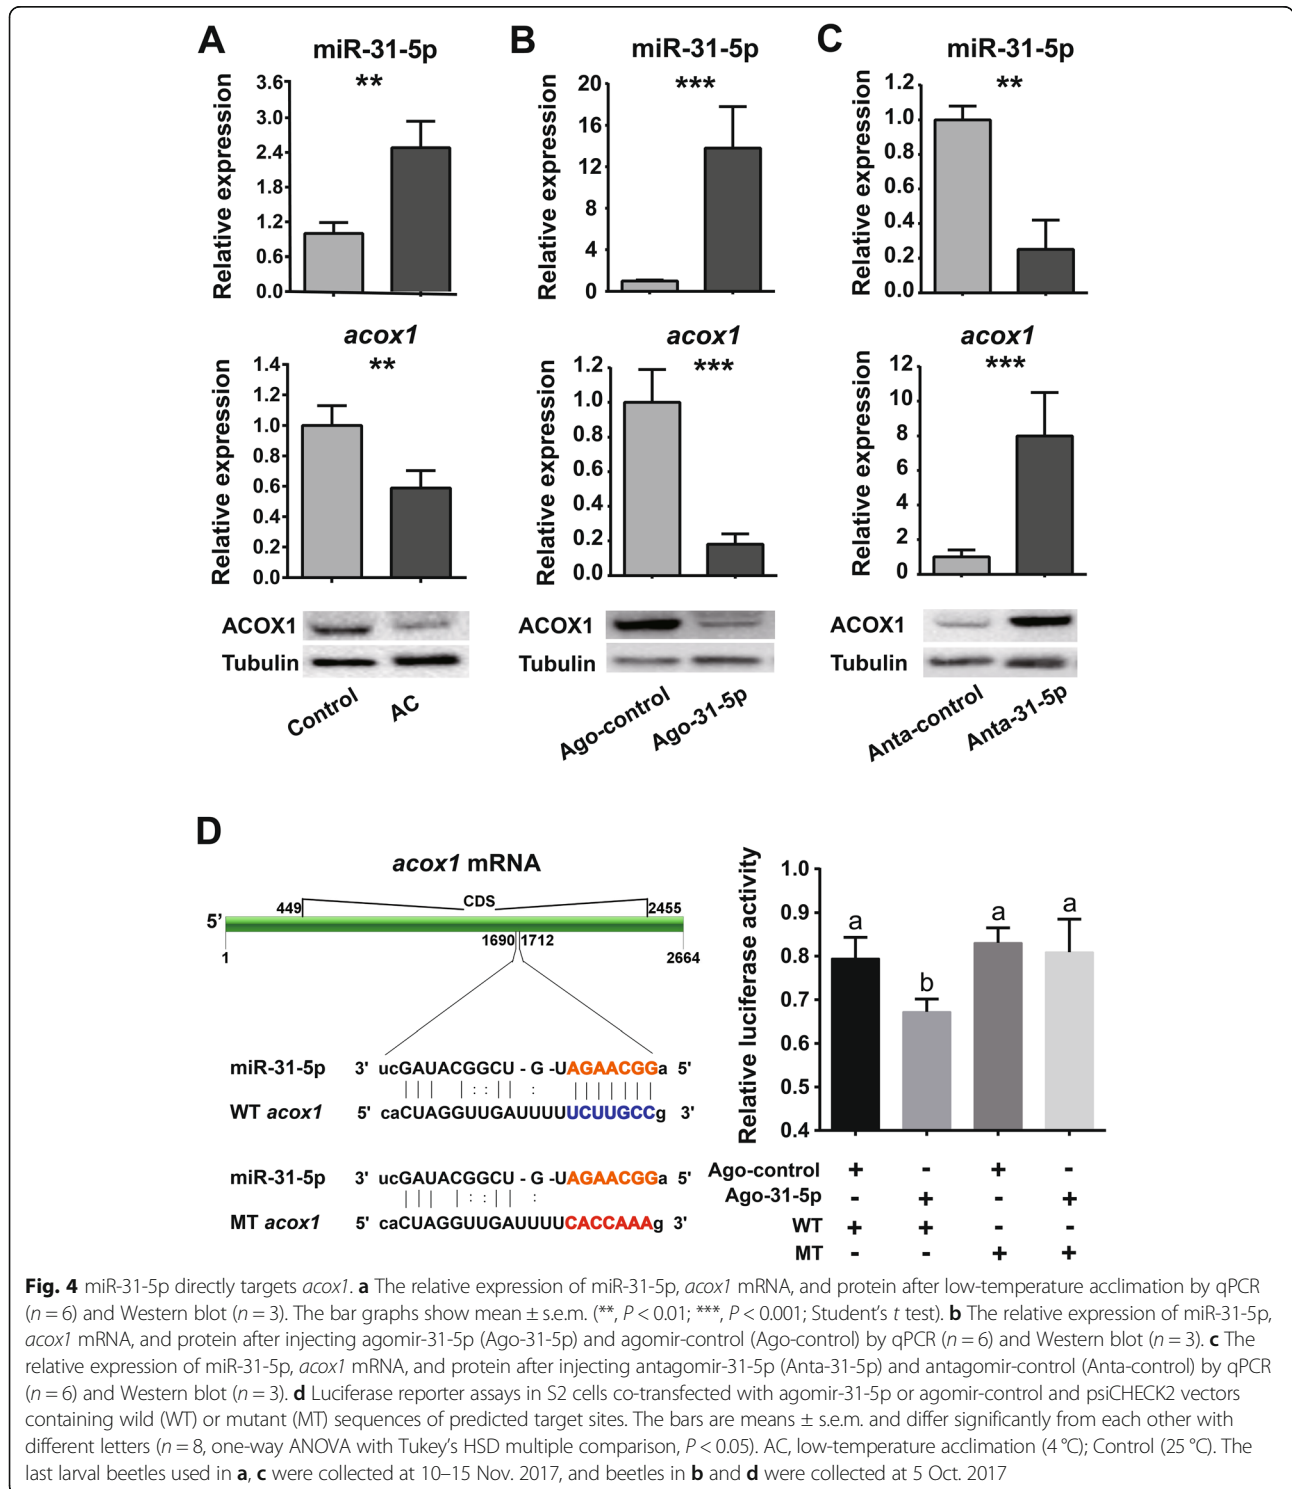 A
miR-31-5p
**
Relative expression
3.6
3.0
2.4
1.8
1.2
0.6
0.0
acox1
**
Relative expression
1.4
1.2
1.0
0.8
0.6
0.4
0.2
0.0
ACOX1
Tubulin
Control
AC
B
miR-31-5p
***
Relative expression
20
16
12
8
4
0
acox1
***
Relative expression
1.2
1.0
0.8
0.6
0.4
0.2
0.0
ACOX1
Tubulin
Ago-control
Ago-31-5p
C
miR-31-5p
**
Relative expression
1.2
1.0
0.8
0.6
0.4
0.2
0.0
acox1
***
Relative expression
12
10
8
6
4
2
0
ACOX1
Tubulin
Anta-control
Anta-31-5p
D
acox1 mRNA
449 CDS 2455
5'
1690 1712
1 2664
miR-31-5p 3' ucGAUACGGCU - G -UAGAACGGa 5'
WT acox1 5' caCUAGGUUGAUUUUUCUUGCCg 3'
miR-31-5p 3' ucGAUACGGCU - G -UAGAACGGa 5'
MT acox1 5' caCUAGGUUGAUUUUCACCAAAg 3'
Relative luciferase activity
1.0
0.9
0.8
0.7
0.6
0.5
0.4
a b a a
Ago-control + - + -
Ago-31-5p - + - +
WT + + - -
MT - - + +
Fig. 4 miR-31-5p directly targets acox1. a The relative expression of miR-31-5p, acox1 mRNA, and protein after low-temperature acclimation by qPCR
(n = 6) and Western blot (n = 3). The bar graphs show mean ± s.e.m. (**, P < 0.01; ***, P < 0.001; Student's t test). b The relative expression of miR-31-5p,
acox1 mRNA, and protein after injecting agomir-31-5p (Ago-31-5p) and agomir-control (Ago-control) by qPCR (n = 6) and Western blot (n = 3). c The
relative expression of miR-31-5p, acox1 mRNA, and protein after injecting antagomir-31-5p (Anta-31-5p) and antagomir-control (Anta-control) by qPCR
(n = 6) and Western blot (n = 3). d Luciferase reporter assays in S2 cells co-transfected with agomir-31-5p or agomir-control and psiCHECK2 vectors
containing wild (WT) or mutant (MT) sequences of predicted target sites. The bars are means ± s.e.m. and differ significantly from each other with
different letters (n = 8, one-way ANOVA with Tukey's HSD multiple comparison, P < 0.05). AC, low-temperature acclimation (4 °C); Control (25 °C). The
last larval beetles used in a, c were collected at 10–15 Nov. 2017, and beetles in b and d were collected at 5 Oct. 2017